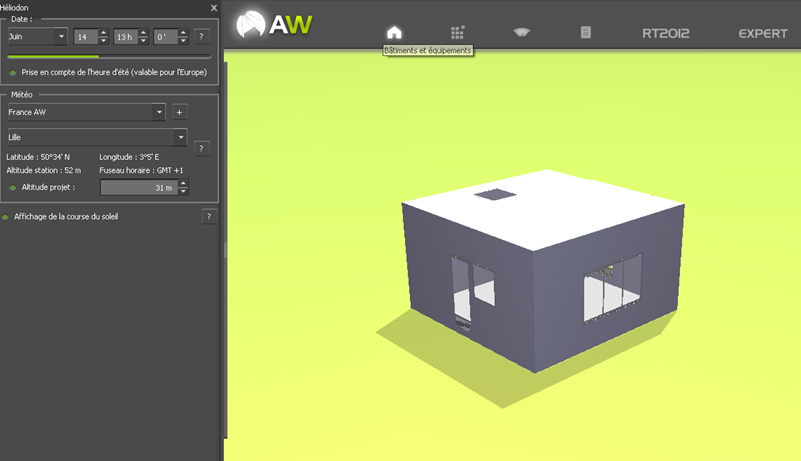 Héliodon X
Date :
Juin 14 13 h 0 ' ?
Prise en compte de l'heure d'été (valable pour l'Europe)
Météo
France AW +
Lille
?
Latitude : 50°34' N Longitude : 3°5' E
Altitude station : 52 m Fuseau horaire : GMT +1
Altitude projet : 31 m
Affichage de la course du soleil ?
AW
RT2012 EXPERT
Bâtiments et équipements